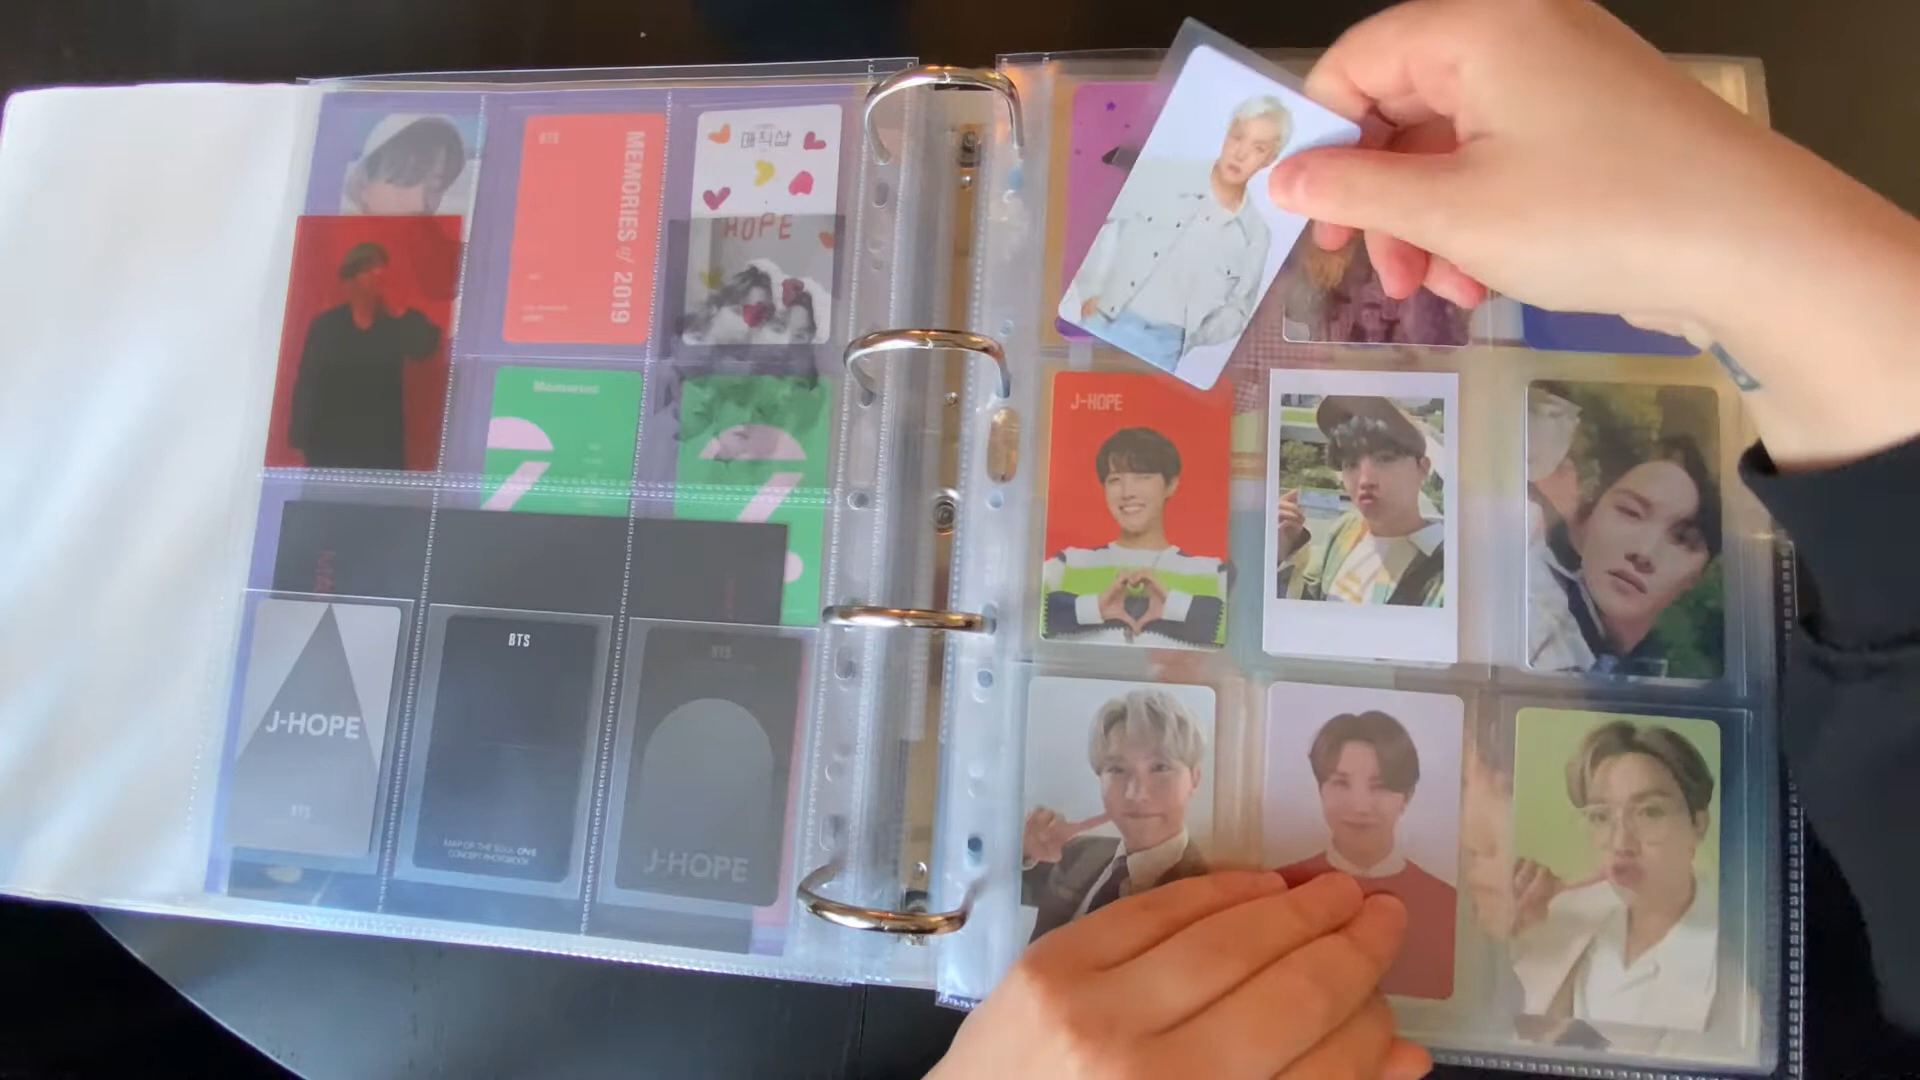 BTS
MEMORIES of 2019
매직샵
HOPE
Memories
J-HOPE
BTS
BTS
MAP OF THE SOUL ON:E
CONCEPT PHOTOBOOK
BTS
J-HOPE
J-HOPE